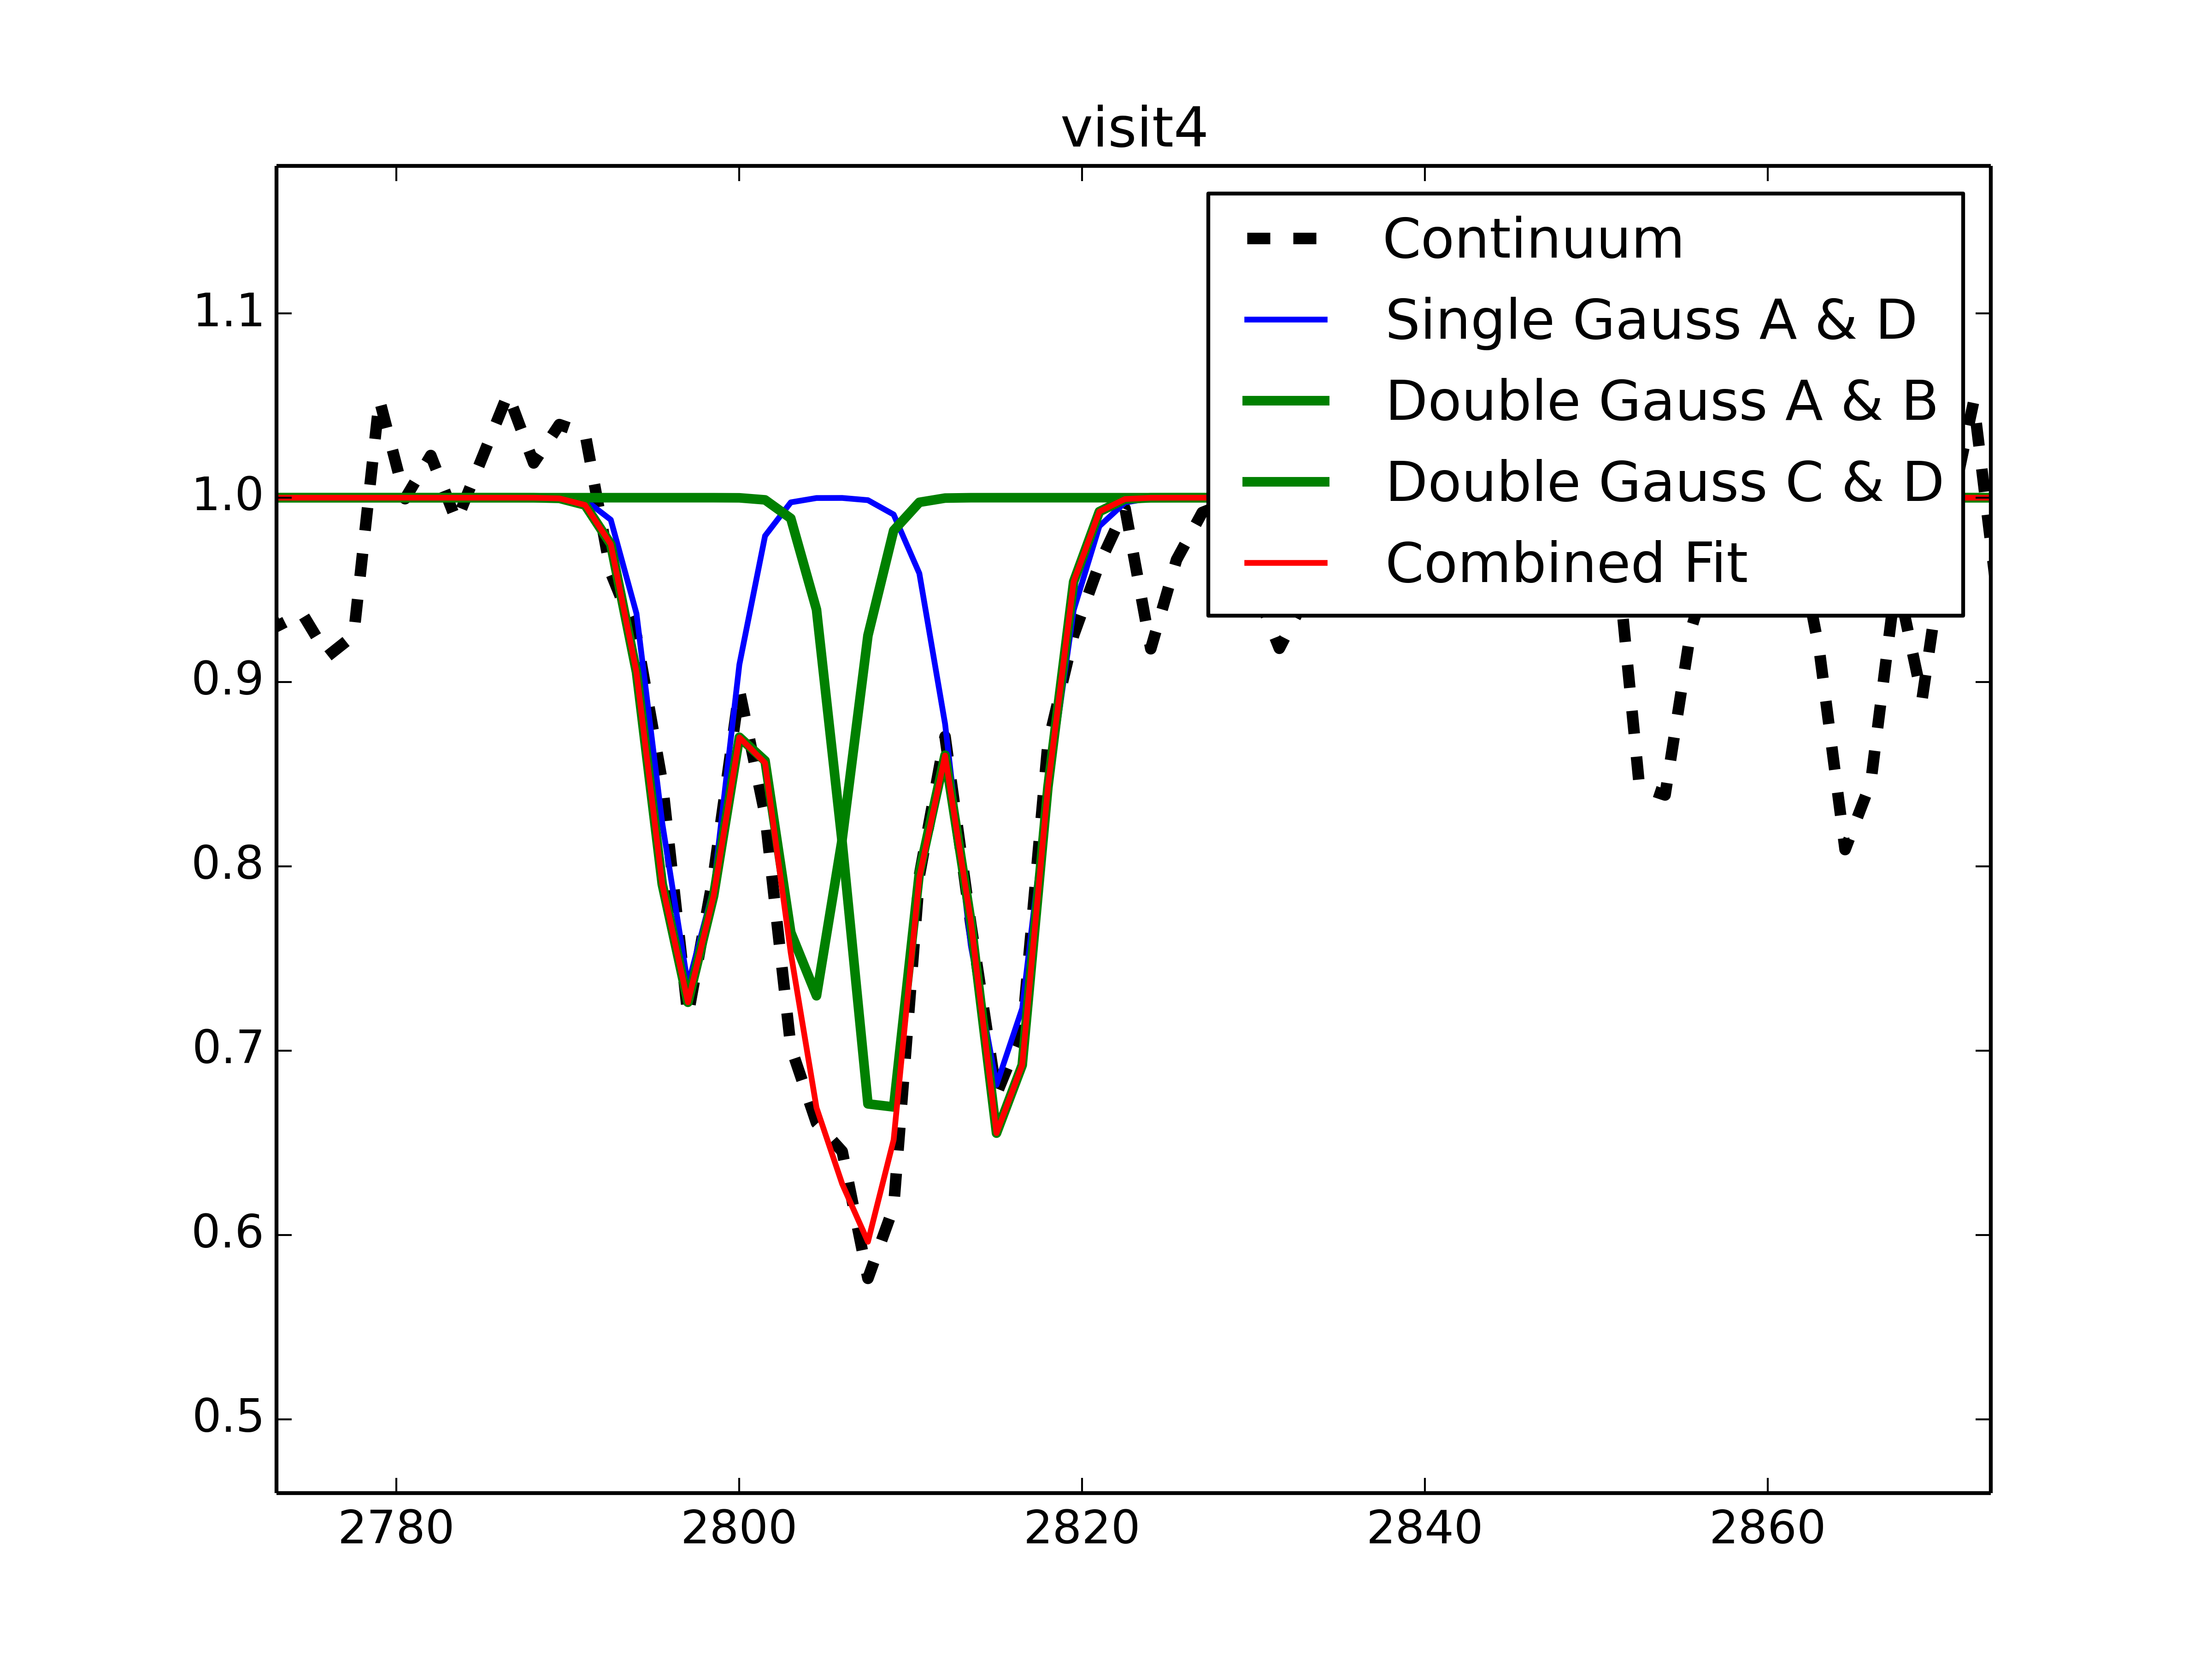 visit4
Continuum
Single Gauss A & D
Double Gauss A & B
Double Gauss C & D
Combined Fit
1.1
1.0
0.9
0.8
0.7
0.6
0.5
2780 2800 2820 2840 2860